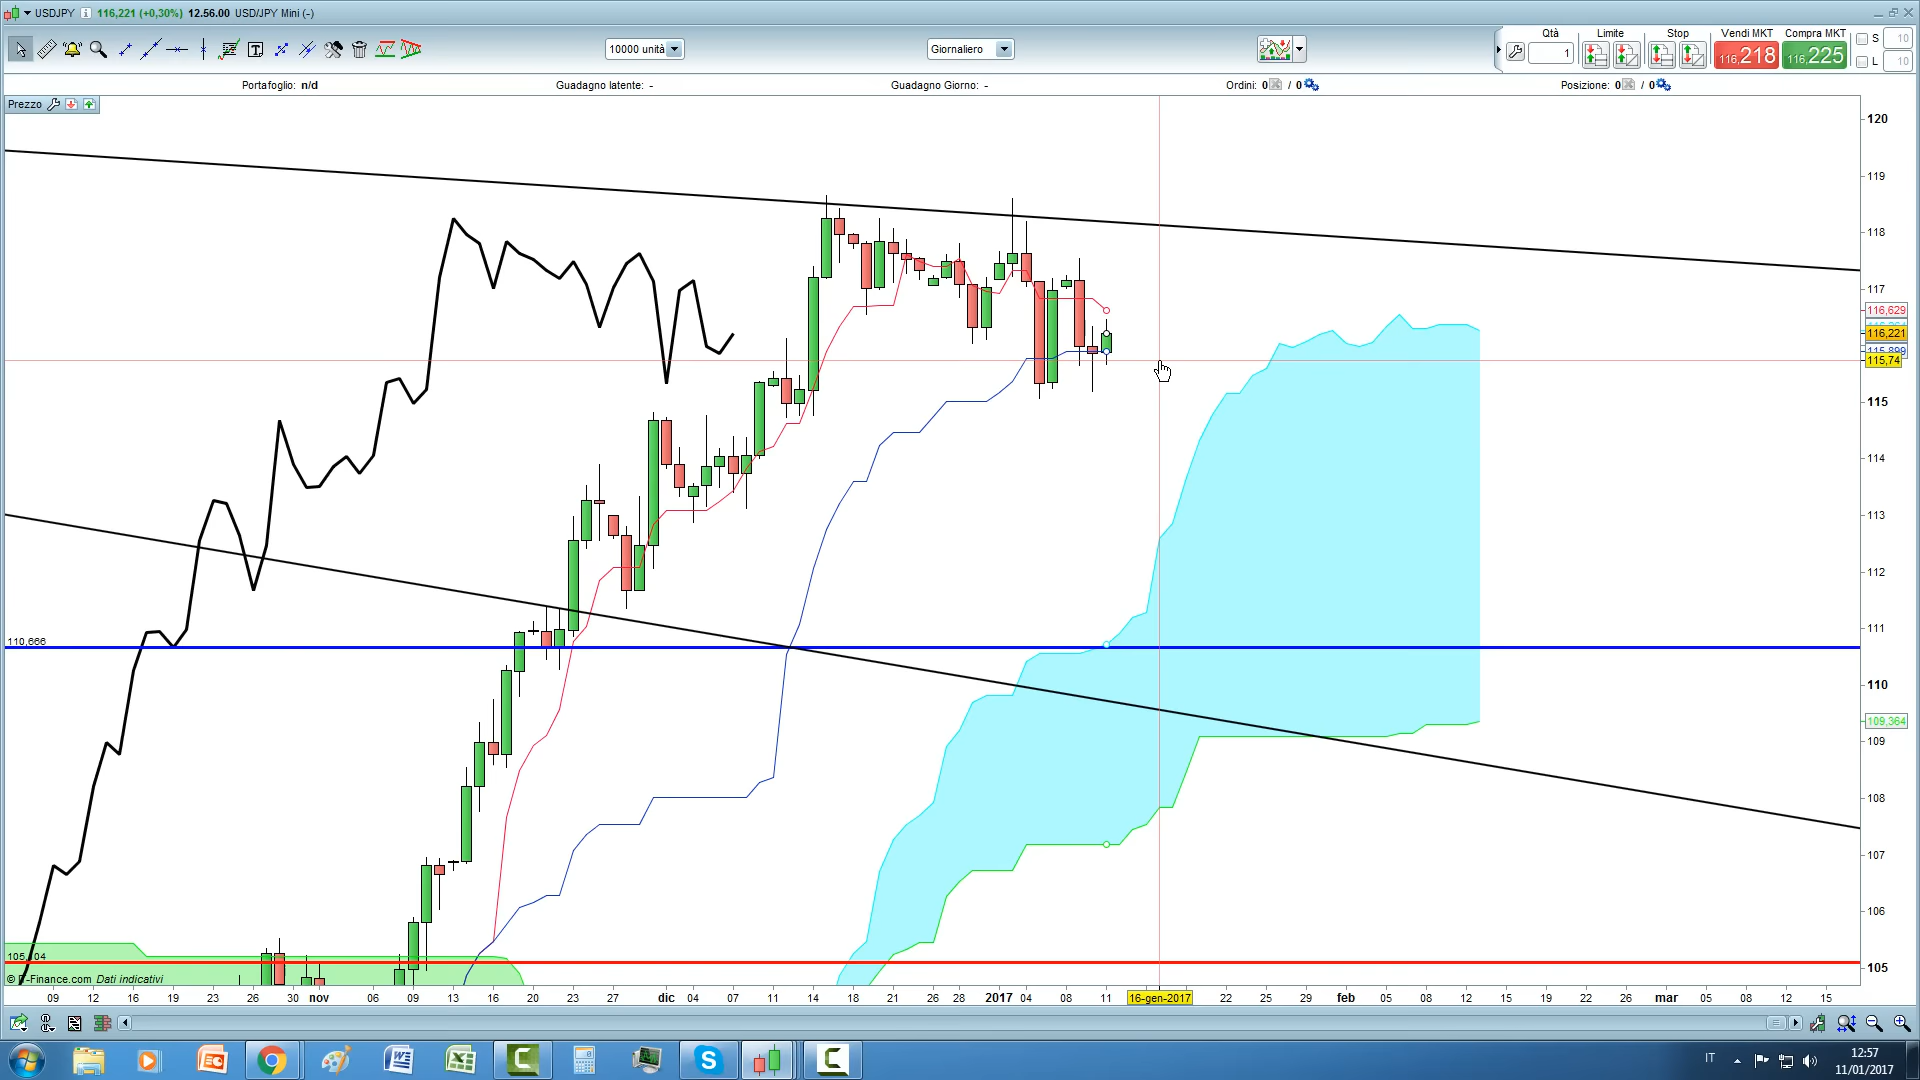 USDJPY 116,221 (+0,30%) 12.56.00 USD/JPY Mini (-)
10000 unità
Giornaliero
Qtà Limite Stop Vendi MKT Compra MKT S 10
1 116,218 116,225 L 10
Portafoglio: n/d Guadagno latente: - Guadagno Giorno: - Ordini: 0 / 0 Posizione: 0 / 0
Prezzo
120
119
118
117
116,629
116,221
115,899
115,74
115
114
113
112
111
110,666
110
109,364
109
108
107
106
105
© IT-Finance.com Dati indicativi
09 12 16 19 23 26 30 nov 06 09 13 16 20 23 27 dic 04 07 11 14 18 21 26 28 2017 04 08 11 16-gen-2017 22 25 29 feb 05 08 12 15 19 22 26 mar 05 08 12 15
IT 12:57
11/01/2017